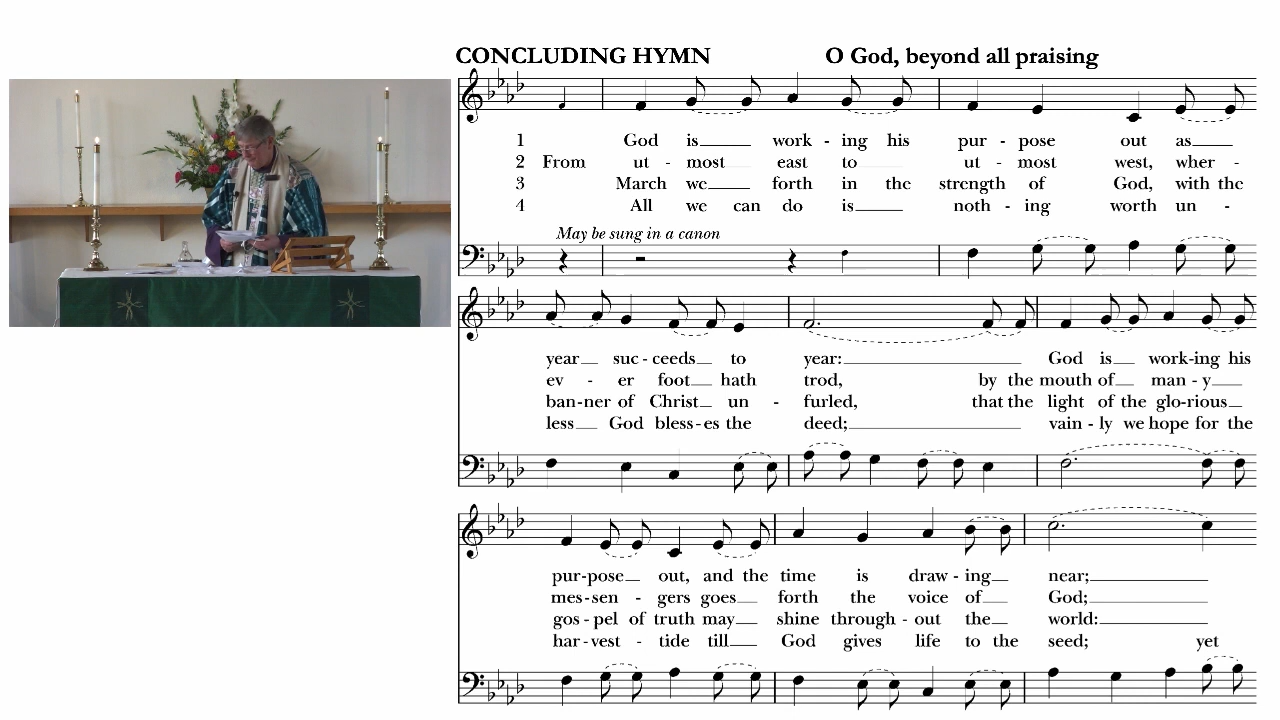 CONCLUDING HYMN O God, beyond all praising
1 God is work - ing his pur - pose out as
2 From ut - most east to ut - most west, wher -
3 March we forth in the strength of God, with the
4 All we can do is noth - ing worth un -
May be sung in a canon
year suc - ceeds to year: God is work-ing his
ev - er foot hath trod, by the mouth of man - y
ban-ner of Christ un - furled, that the light of the glo-rious
less God bless-es the deed; vain - ly we hope for the
pur-pose out, and the time is draw - ing near;
mes-sen - gers goes forth the voice of God;
gos-pel of truth may shine through - out the world:
har-vest - tide till God gives life to the seed; yet